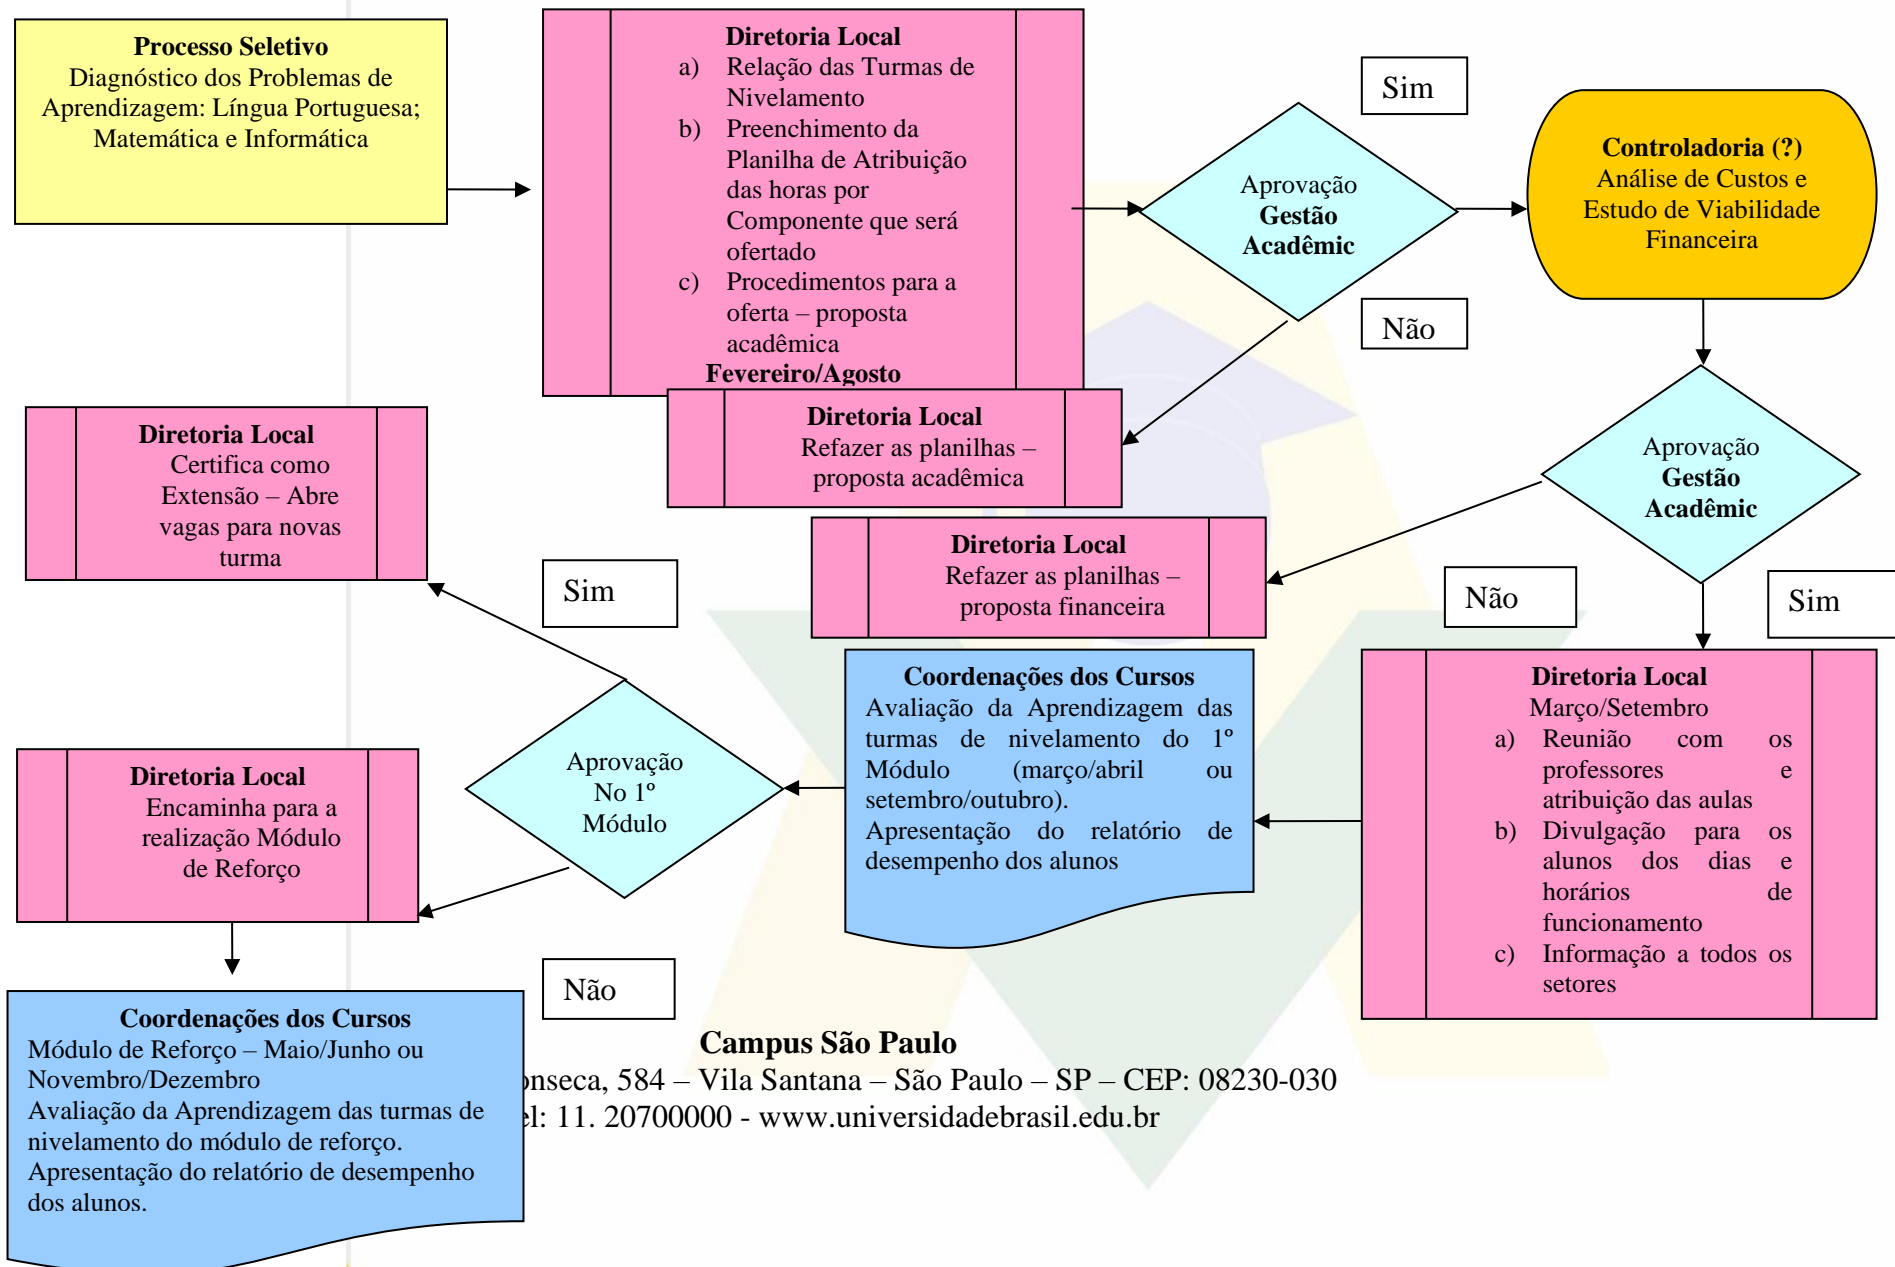 Processo Seletivo
Diagnóstico dos Problemas de
Aprendizagem: Língua Portuguesa;
Matemática e Informática
Diretoria Local
a) Relação das Turmas de
Nivelamento
b) Preenchimento da
Planilha de Atribuição
das horas por
Componente que será
ofertado
c) Procedimentos para a
oferta – proposta
acadêmica
Fevereiro/Agosto
Sim
Aprovação
Gestão
Acadêmic
Não
Controladoria (?)
Análise de Custos e
Estudo de Viabilidade
Financeira
Diretoria Local
Refazer as planilhas –
proposta acadêmica
Aprovação
Gestão
Acadêmic
Diretoria Local
Refazer as planilhas –
proposta financeira
Não
Sim
Diretoria Local
Março/Setembro
a) Reunião com os
professores e
atribuição das aulas
b) Divulgação para os
alunos dos dias e
horários de
funcionamento
c) Informação a todos os
setores
Coordenações dos Cursos
Avaliação da Aprendizagem das
turmas de nivelamento do 1º
Módulo (março/abril ou
setembro/outubro).
Apresentação do relatório de
desempenho dos alunos
Aprovação
No 1º
Módulo
Sim
Diretoria Local
Certifica como
Extensão – Abre
vagas para novas
turma
Não
Diretoria Local
Encaminha para a
realização Módulo
de Reforço
Coordenações dos Cursos
Módulo de Reforço – Maio/Junho ou
Novembro/Dezembro
Avaliação da Aprendizagem das turmas de
nivelamento do módulo de reforço.
Apresentação do relatório de desempenho
dos alunos.
Campus São Paulo
onseca, 584 – Vila Santana – São Paulo – SP – CEP: 08230-030
el: 11. 20700000 - www.universidadebrasil.edu.br